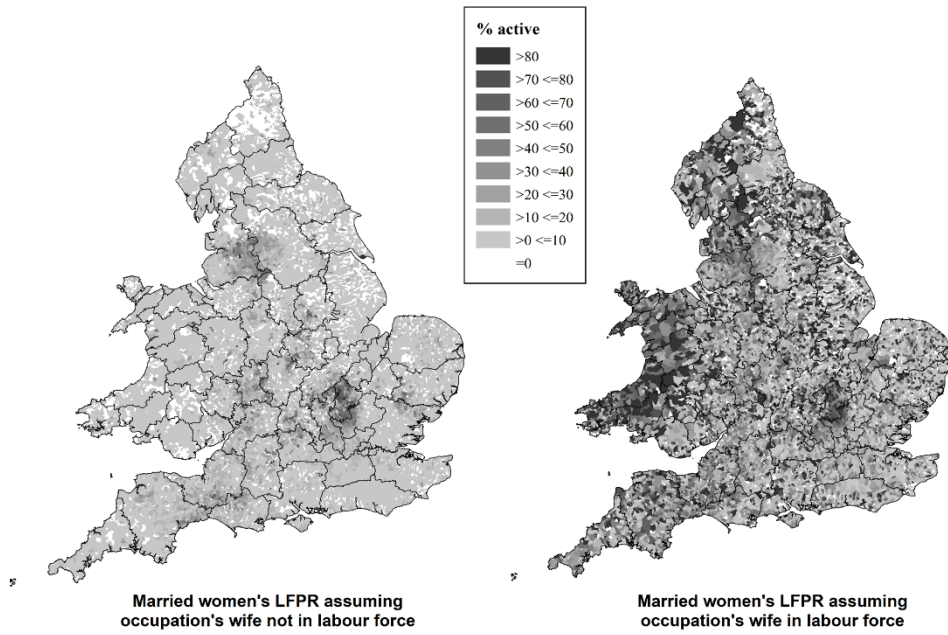 % active
>80
>70 <=80
>60 <=70
>50 <=60
>40 <=50
>30 <=40
>20 <=30
>10 <=20
>0 <=10
=0
Married women's LFPR assuming
occupation's wife not in labour force
Married women's LFPR assuming
occupation's wife in labour force